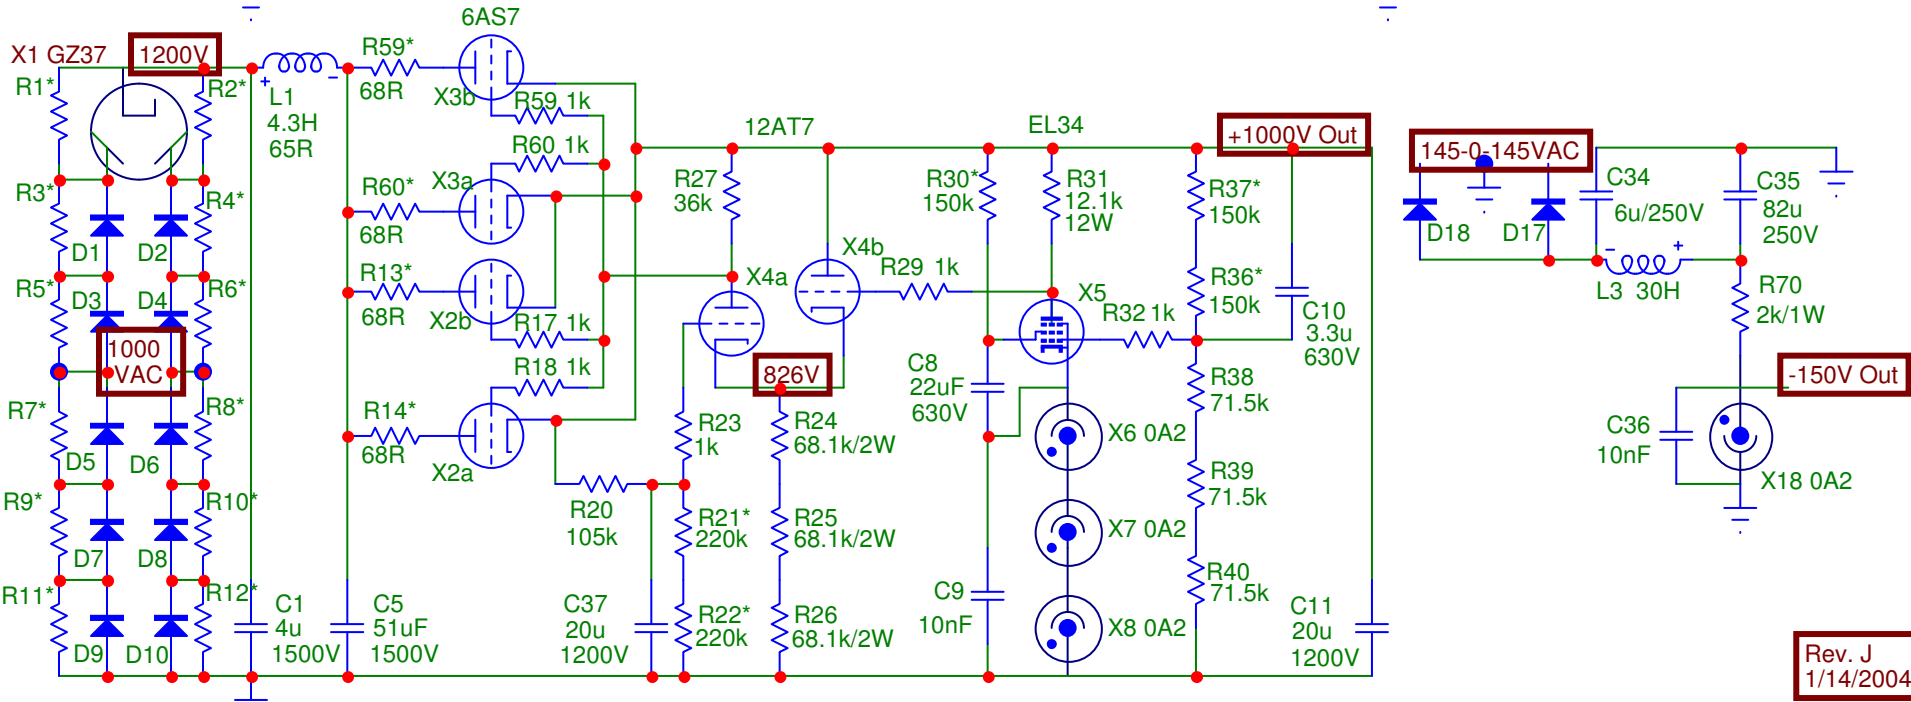 X1 GZ37
1200V
R1*
R2*
R3*
R4*
D1
D2
R5*
R6*
D3
D4
1000
VAC
R7*
R8*
D5
D6
R9*
R10*
D7
D8
R11*
R12*
D9
D10
L1
4.3H
65R
C1
4u
1500V
C5
51uF
1500V
6AS7
R59*
68R
X3b
R59 1k
R60 1k
X3a
R60*
68R
R13*
68R
X2b
R17 1k
R18 1k
R14*
68R
X2a
R20
105k
C37
20u
1200V
12AT7
R27
36k
X4a
X4b
826V
R23
1k
R21*
220k
R22*
220k
R24
68.1k/2W
R25
68.1k/2W
R26
68.1k/2W
R29 1k
EL34
R30*
150k
R31
12.1k
12W
X5
R32 1k
C8
22uF
630V
C9
10nF
X6 0A2
X7 0A2
X8 0A2
+1000V Out
R37*
150k
R36*
150k
C10
3.3u
630V
R38
71.5k
R39
71.5k
R40
71.5k
C11
20u
1200V
145-0-145VAC
D18
D17
C34
6u/250V
C35
82u
250V
L3 30H
R70
2k/1W
-150V Out
C36
10nF
X18 0A2
Rev. J
1/14/2004
+
-
-
+